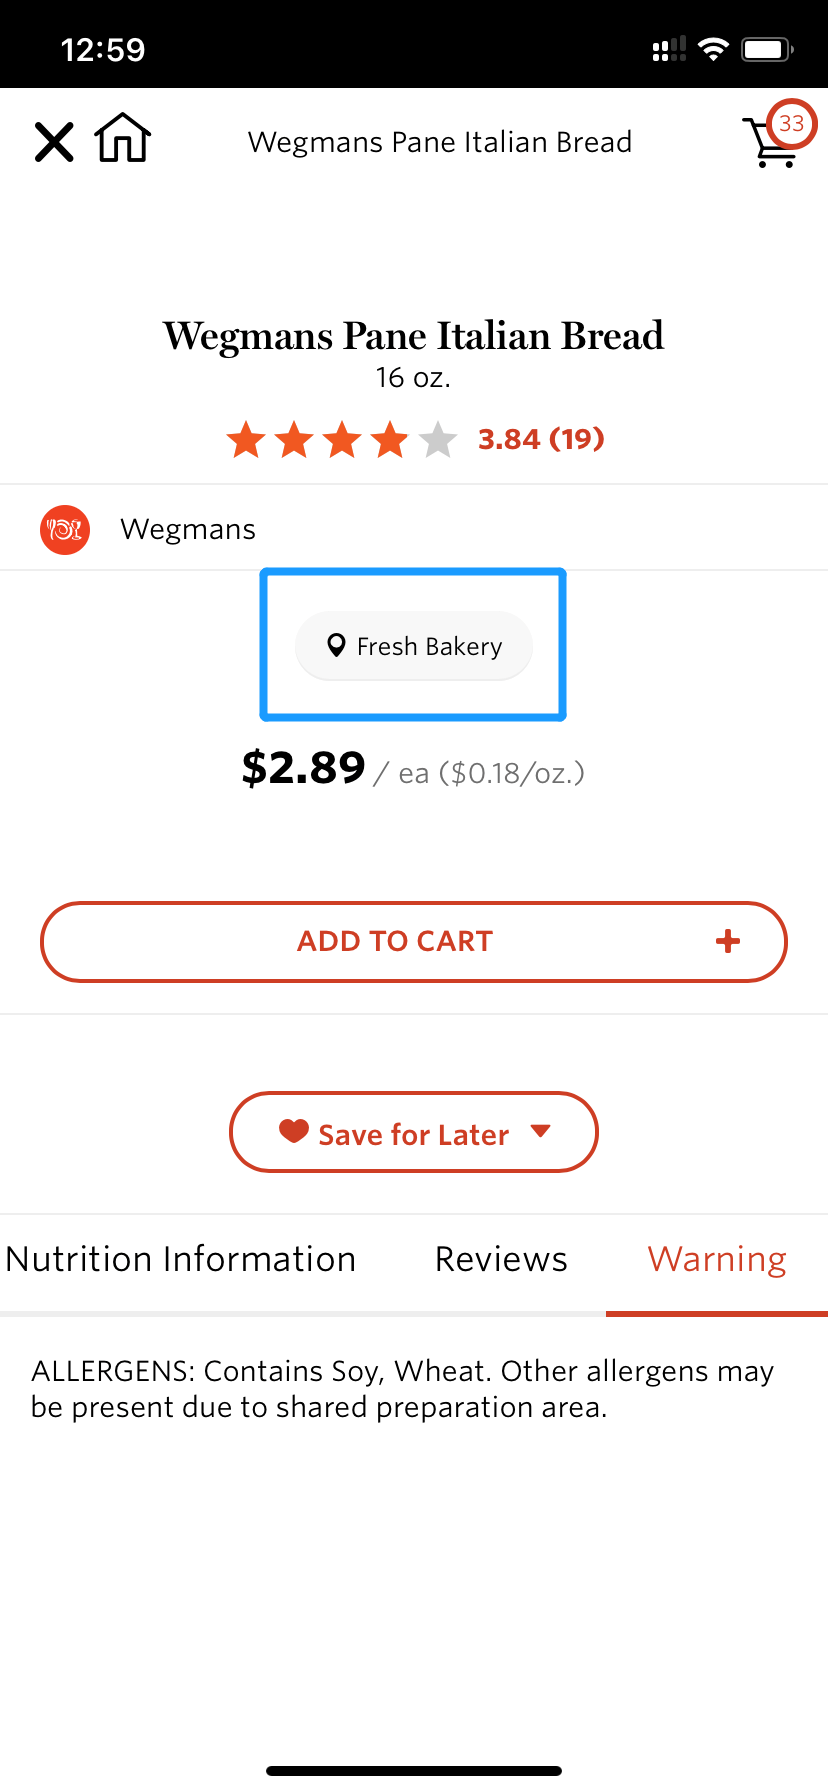 12:59
Wegmans Pane Italian Bread
33
Wegmans Pane Italian Bread
16 oz.
3.84 (19)
Wegmans
Fresh Bakery
$2.89 / ea ($0.18/oz.)
ADD TO CART +
Save for Later
Nutrition Information Reviews Warning
ALLERGENS: Contains Soy, Wheat. Other allergens may
be present due to shared preparation area.